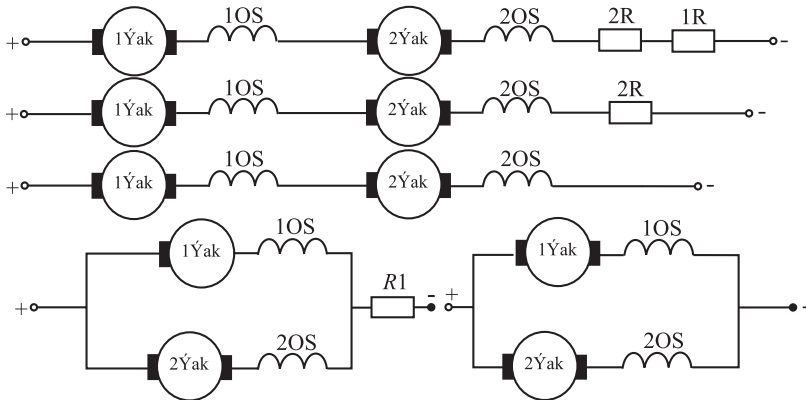 1OS 2OS 2R 1R
+ 1Ýak 2Ýak -
1OS 2OS 2R
+ 1Ýak 2Ýak -
1OS 2OS
+ 1Ýak 2Ýak -
1OS
1Ýak
+ R1 -
2OS
2Ýak
1OS
1Ýak
+ -
2OS
2Ýak